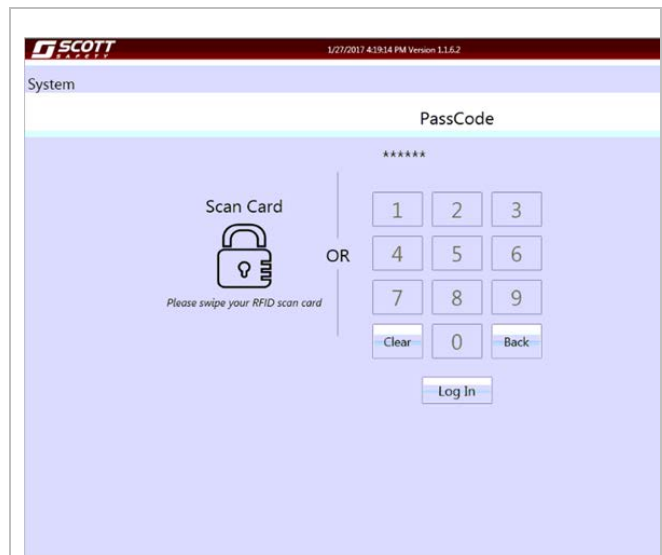 SCOTT
SAFETY
1/27/2017 4:19:14 PM Version 1.1.6.2
System
PassCode
******
Scan Card
OR
Please swipe your RFID scan card
1 2 3
4 5 6
7 8 9
Clear 0 Back
Log In